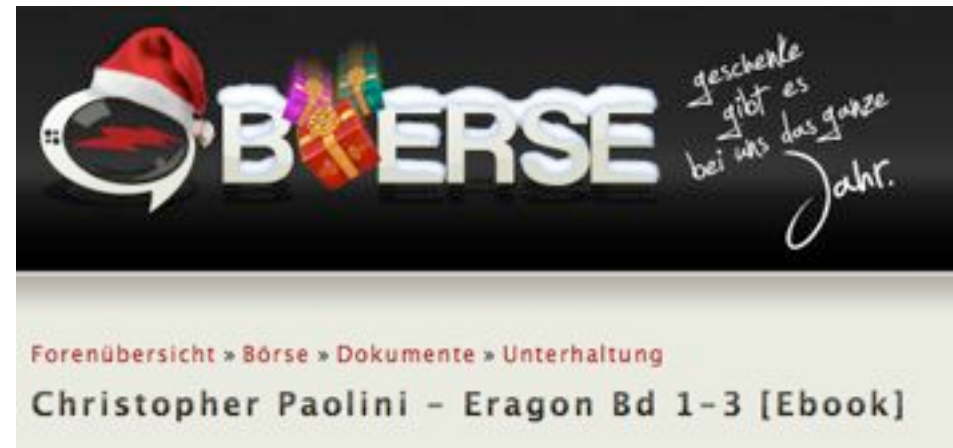 BOERSE
geschenke
gibt es
bei uns das ganze
Jahr.
Forenübersicht » Börse » Dokumente » Unterhaltung
Christopher Paolini - Eragon Bd 1-3 [Ebook]